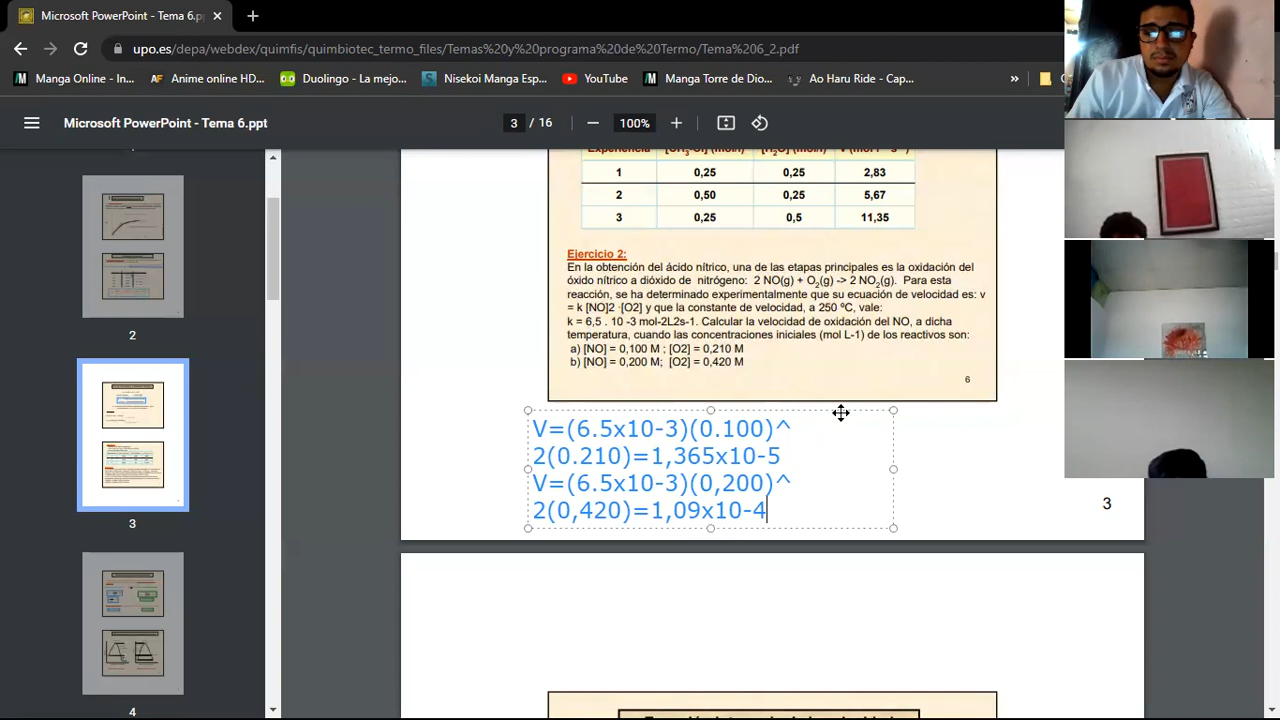 Microsoft PowerPoint - Tema 6.p
upo.es/depa/webdex/quimfis/quimbiotec_termo_files/Temas%20y%20programa%20de%20Termo/Tema%206_2.pdf
Manga Online - In...
Anime online HD...
Duolingo - La mejo...
Nisekoi Manga Esp...
YouTube
Manga Torre de Dio...
Ao Haru Ride - Cap...
»
Microsoft PowerPoint - Tema 6.ppt
3 / 16
100%
2
3
4
1 0,25 0,25 2,83
2 0,50 0,25 5,67
3 0,25 0,5 11,35
Ejercicio 2:
En la obtención del ácido nítrico, una de las etapas principales es la oxidación del
óxido nítrico a dióxido de nitrógeno: 2 NO(g) + O2(g) -> 2 NO2(g). Para esta
reacción, se ha determinado experimentalmente que su ecuación de velocidad es: v
= k [NO]2 ·[O2] y que la constante de velocidad, a 250 ºC, vale:
k = 6,5 . 10 -3 mol-2L2s-1. Calcular la velocidad de oxidación del NO, a dicha
temperatura, cuando las concentraciones iniciales (mol L-1) de los reactivos son:
a) [NO] = 0,100 M ; [O2] = 0,210 M
b) [NO] = 0,200 M; [O2] = 0,420 M
6
V=(6.5x10-3)(0.100)^
2(0.210)=1,365x10-5
V=(6.5x10-3)(0,200)^
2(0,420)=1,09x10-4
3